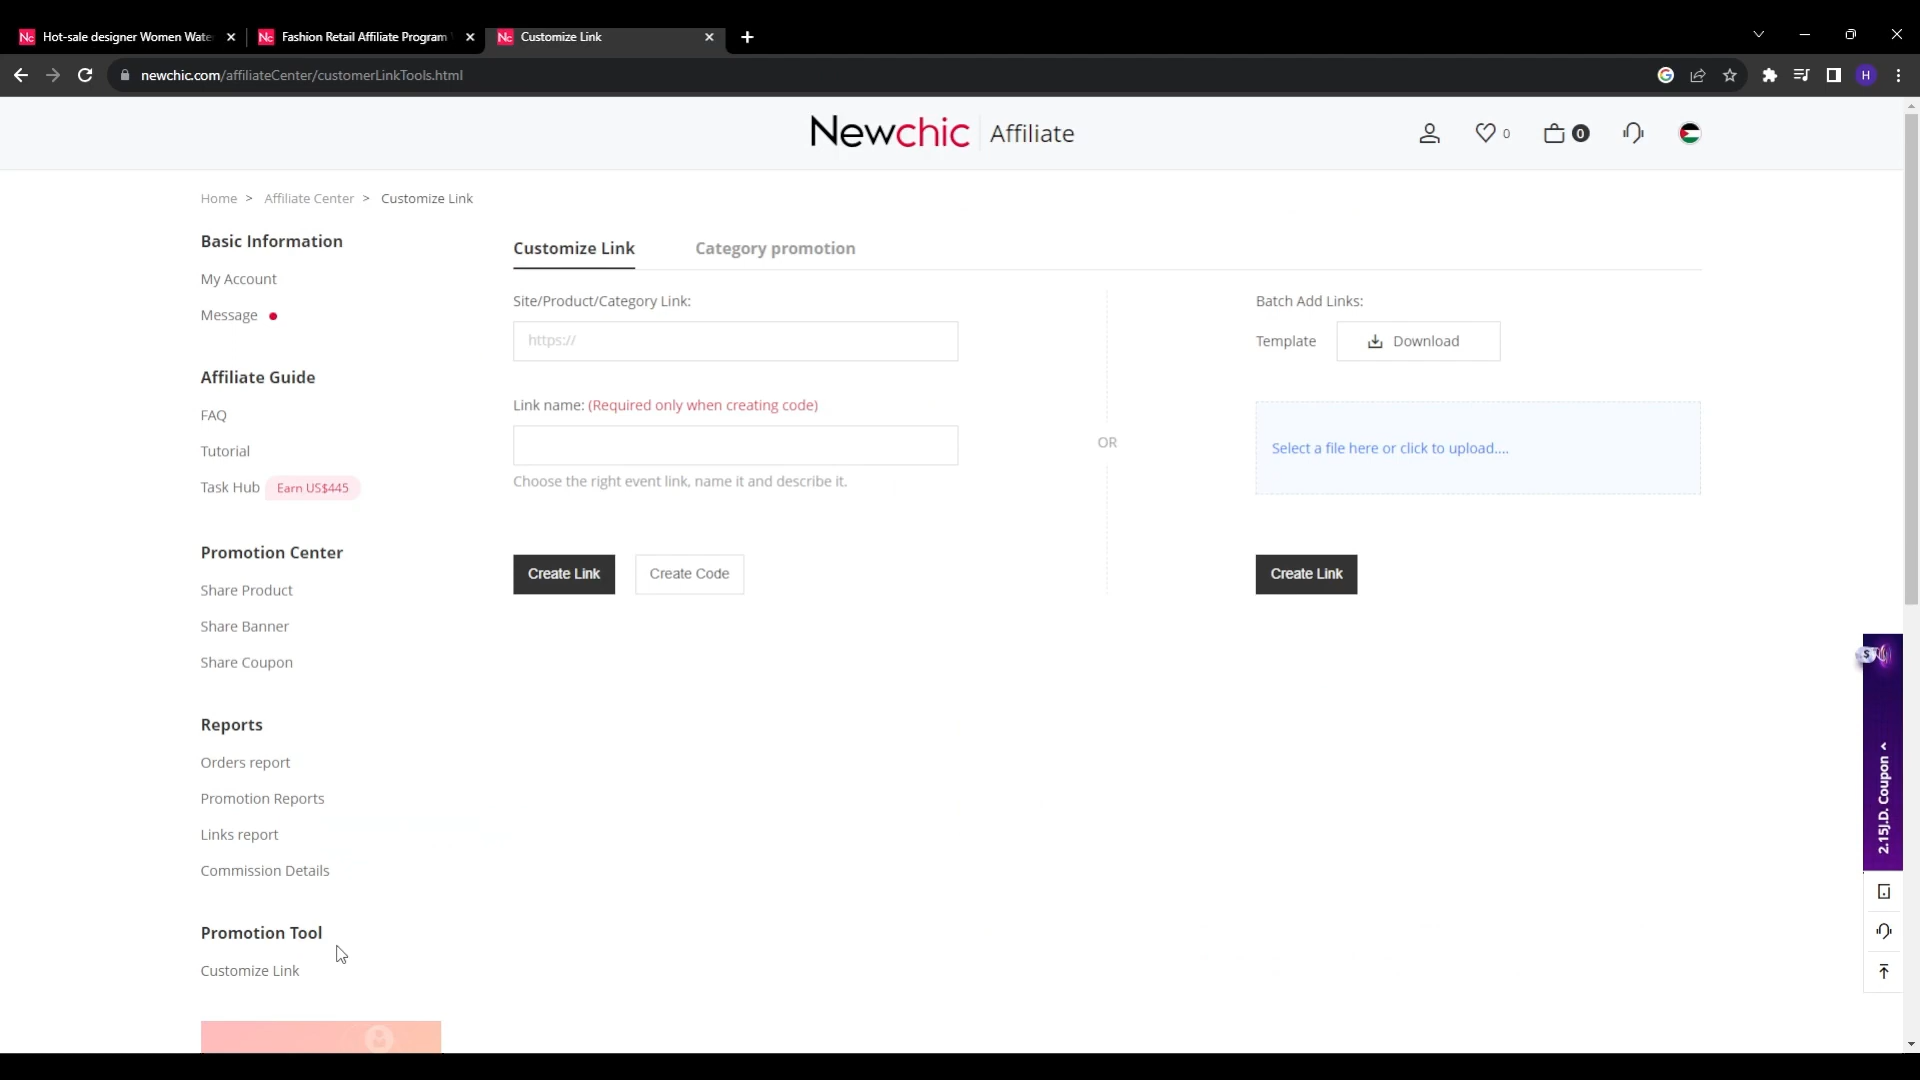 Hot-sale designer Women Wate
Fashion Retail Affiliate Program
Customize Link
newchic.com/affiliateCenter/customerLinkTools.html
H
Newchic Affiliate
0
0
Home > Affiliate Center > Customize Link
Basic Information
My Account
Message
Affiliate Guide
FAQ
Tutorial
Task Hub Earn US$445
Promotion Center
Share Product
Share Banner
Share Coupon
Reports
Orders report
Promotion Reports
Links report
Commission Details
Promotion Tool
Customize Link
Customize Link Category promotion
Site/Product/Category Link:
https://
Link name: (Required only when creating code)
Choose the right event link, name it and describe it.
Create Link Create Code
OR
Batch Add Links:
Template Download
Select a file here or click to upload....
Create Link
$
2.15J.D. Coupon